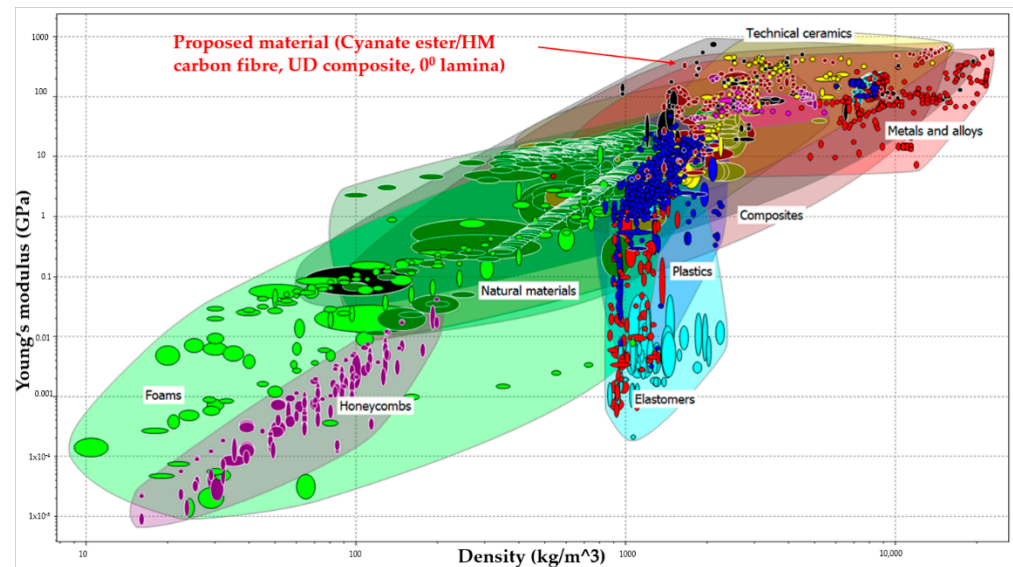 Proposed material (Cyanate ester/HM
carbon fibre, UD composite, 0⁰ lamina)
Technical ceramics
Metals and alloys
Composites
Plastics
Natural materials
Elastomers
Foams
Honeycombs
Young's modulus (GPa)
1000
100
10
1
0.1
0.01
0.001
1x10⁻⁴
1x10⁻⁵
10
100
1000
10,000
Density (kg/m^3)